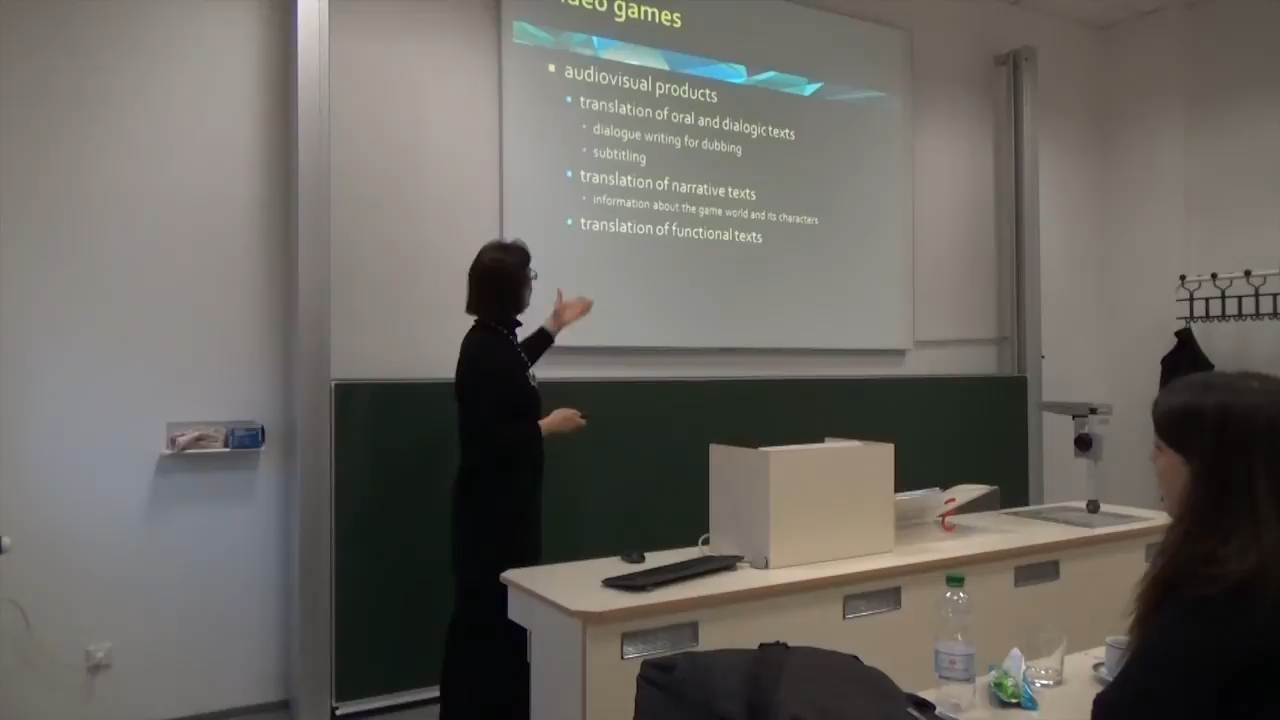 games
audiovisual products
translation of oral and dialogic texts
dialogue writing for dubbing
subtitling
translation of narrative texts
information about the game world and its characters
translation of functional texts